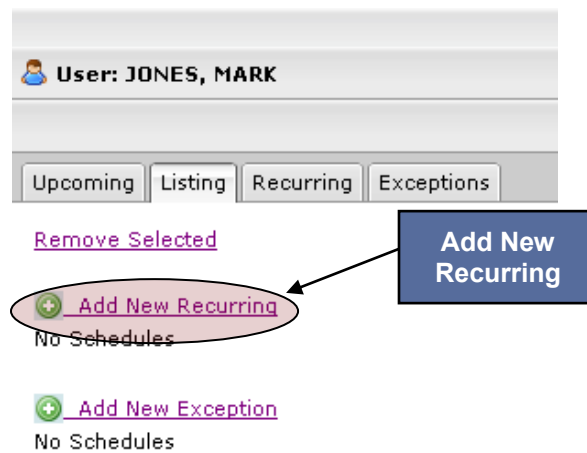 User: JONES, MARK
Upcoming Listing Recurring Exceptions
Remove Selected
Add New
Recurring
Add New Recurring
No Schedules
Add New Exception
No Schedules